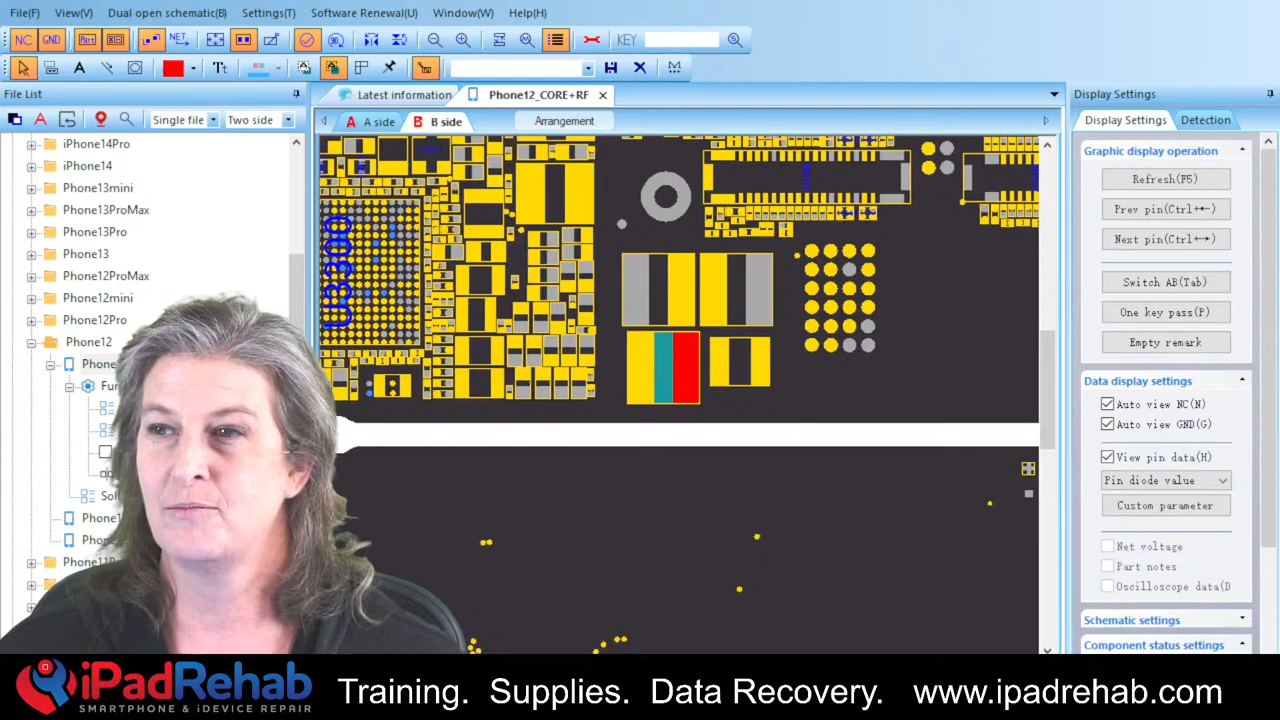 File(F) View(V) Dual open schematic(b) Settings(T) Software Renewal(U) Window(W) Help(H)
NC GND Part NET KEY
A Tt
File List
Latest information Phone12_CORE+RF
Display Settings
A Single file Two side
A A side B B side Arrangement
Display Settings Detection
iPhone14Pro
iPhone14
Phone13mini
Phone13ProMax
Phone13Pro
Phone13
Phone12ProMax
Phone12mini
Phone12Pro
Phone12
Graphic display operation
Refresh(F5)
Prev pin(Ctrl+←)
Next pin(Ctrl+→)
Switch AB(Tab)
One key pass(P)
Empty remark
Data display settings
Auto view NC(N)
Auto view GND(G)
View pin data(H)
Pin diode value
Custom parameter
Net voltage
Part notes
Oscilloscope data(D
Schematic settings
Component status settings
U3300
iPadRehab
SMARTPHONE & iDEVICE REPAIR
Training. Supplies. Data Recovery. www.ipadrehab.com